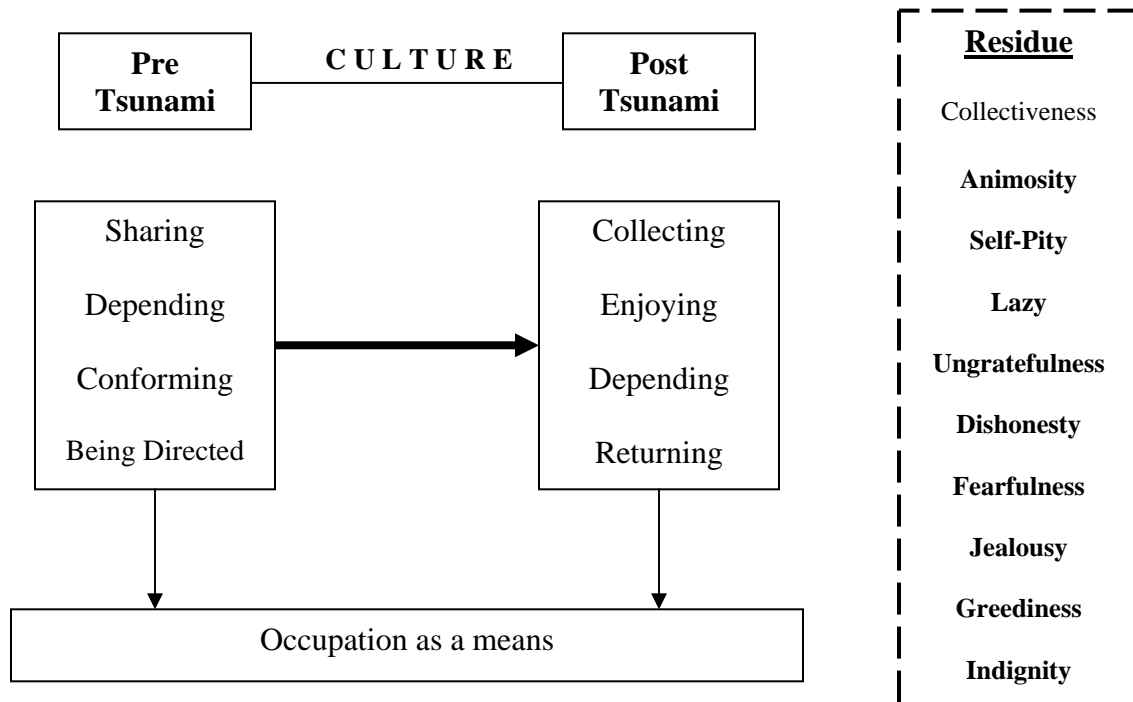 Pre
Tsunami
C U L T U R E
Post
Tsunami
Sharing
Depending
Conforming
Being Directed
Collecting
Enjoying
Depending
Returning
Occupation as a means
Residue
Collectiveness
Animosity
Self-Pity
Lazy
Ungratefulness
Dishonesty
Fearfulness
Jealousy
Greediness
Indignity